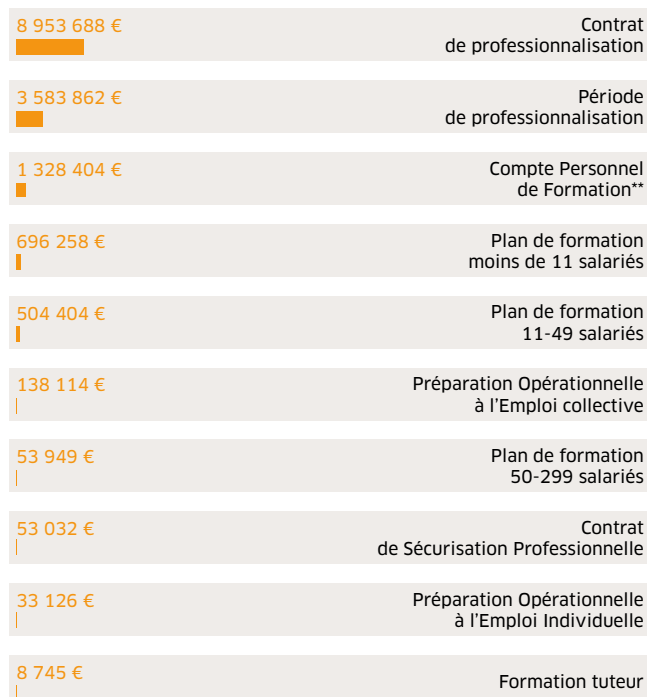 8 953 688 €
Contrat
de professionnalisation
3 583 862 €
Période
de professionnalisation
1 328 404 €
Compte Personnel
de Formation**
696 258 €
Plan de formation
moins de 11 salariés
504 404 €
Plan de formation
11-49 salariés
138 114 €
Préparation Opérationnelle
à l'Emploi collective
53 949 €
Plan de formation
50-299 salariés
53 032 €
Contrat
de Sécurisation Professionnelle
33 126 €
Préparation Opérationnelle
à l'Emploi Individuelle
8 745 €
Formation tuteur